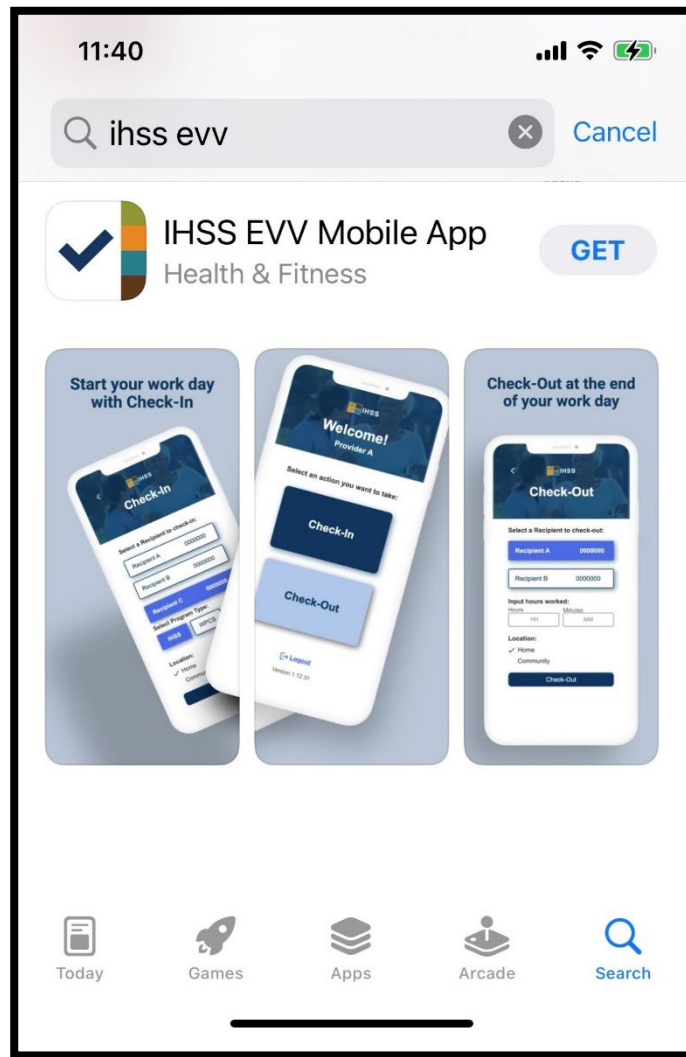 11:40
ihss evv
Cancel
IHSS EVV Mobile App
Health & Fitness
GET
Start your work day
with Check-In
IHSS
Check-In
Select a Recipient to check-in:
Recipient A 0000000
Recipient B 0000000
Recipient C 0000000
Select Program Type:
IHSS WPCS
Location:
✓ Home
IHSS
Welcome!
Provider A
Select an action you want to take:
Check-In
Check-Out
Logout
Version 1.12.31
Check-Out at the end
of your work day
IHSS
Check-Out
Select a Recipient to check-out:
Recipient A 0000000
Recipient B 0000000
Input hours worked:
Hours Minutes
HH MM
Location:
✓ Home
Community
Check-Out
Today Games Apps Arcade Search